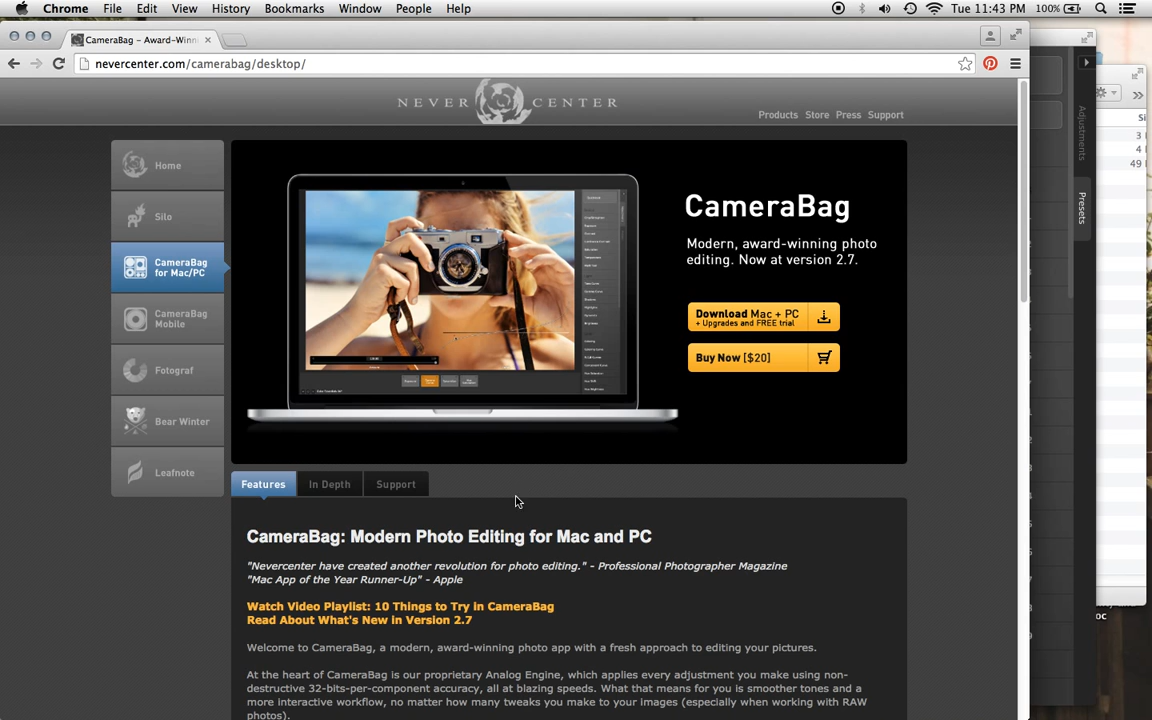 Chrome File Edit View History Bookmarks Window People Help Tue 11:43 PM 100%
CameraBag – Award-Winn
nevercenter.com/camerabag/desktop/
NEVER CENTER
Products Store Press Support
Home
Silo
CameraBag
for Mac/PC
CameraBag
Mobile
Fotograf
Bear Winter
Leafnote
CameraBag
Modern, award-winning photo
editing. Now at version 2.7.
Download Mac + PC
+ Upgrades and FREE trial
Buy Now [$20]
Features In Depth Support
CameraBag: Modern Photo Editing for Mac and PC
"Nevercenter have created another revolution for photo editing." - Professional Photographer Magazine
"Mac App of the Year Runner-Up" - Apple
Watch Video Playlist: 10 Things to Try in CameraBag
Read About What's New in Version 2.7
Welcome to CameraBag, a modern, award-winning photo app with a fresh approach to editing your pictures.
At the heart of CameraBag is our proprietary Analog Engine, which applies every adjustment you make using non-
destructive 32-bits-per-component accuracy, all at blazing speeds. What that means for you is smoother tones and a
more interactive workflow, no matter how many tweaks you make to your images (especially when working with RAW
photos).
Adjustments
Presets
Si
3
4
49
oc